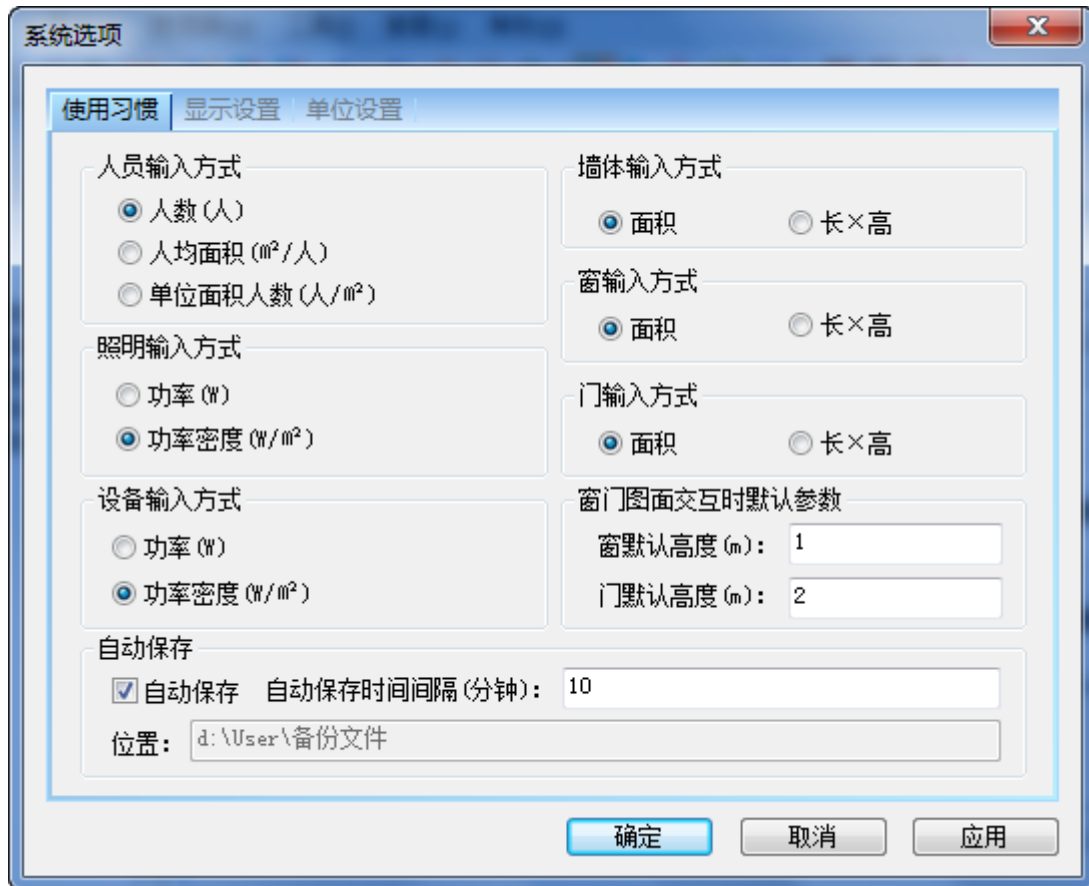 系统选项
使用习惯 显示设置 单位设置
人员输入方式
人数(人)
人均面积(㎡/人)
单位面积人数(人/㎡)
照明输入方式
功率(W)
功率密度(W/㎡)
设备输入方式
功率(W)
功率密度(W/㎡)
墙体输入方式
面积 长×高
窗输入方式
面积 长×高
门输入方式
面积 长×高
窗门图面交互时默认参数
窗默认高度(m): 1
门默认高度(m): 2
自动保存
自动保存 自动保存时间间隔(分钟): 10
位置: d:\User\备份文件
确定 取消 应用